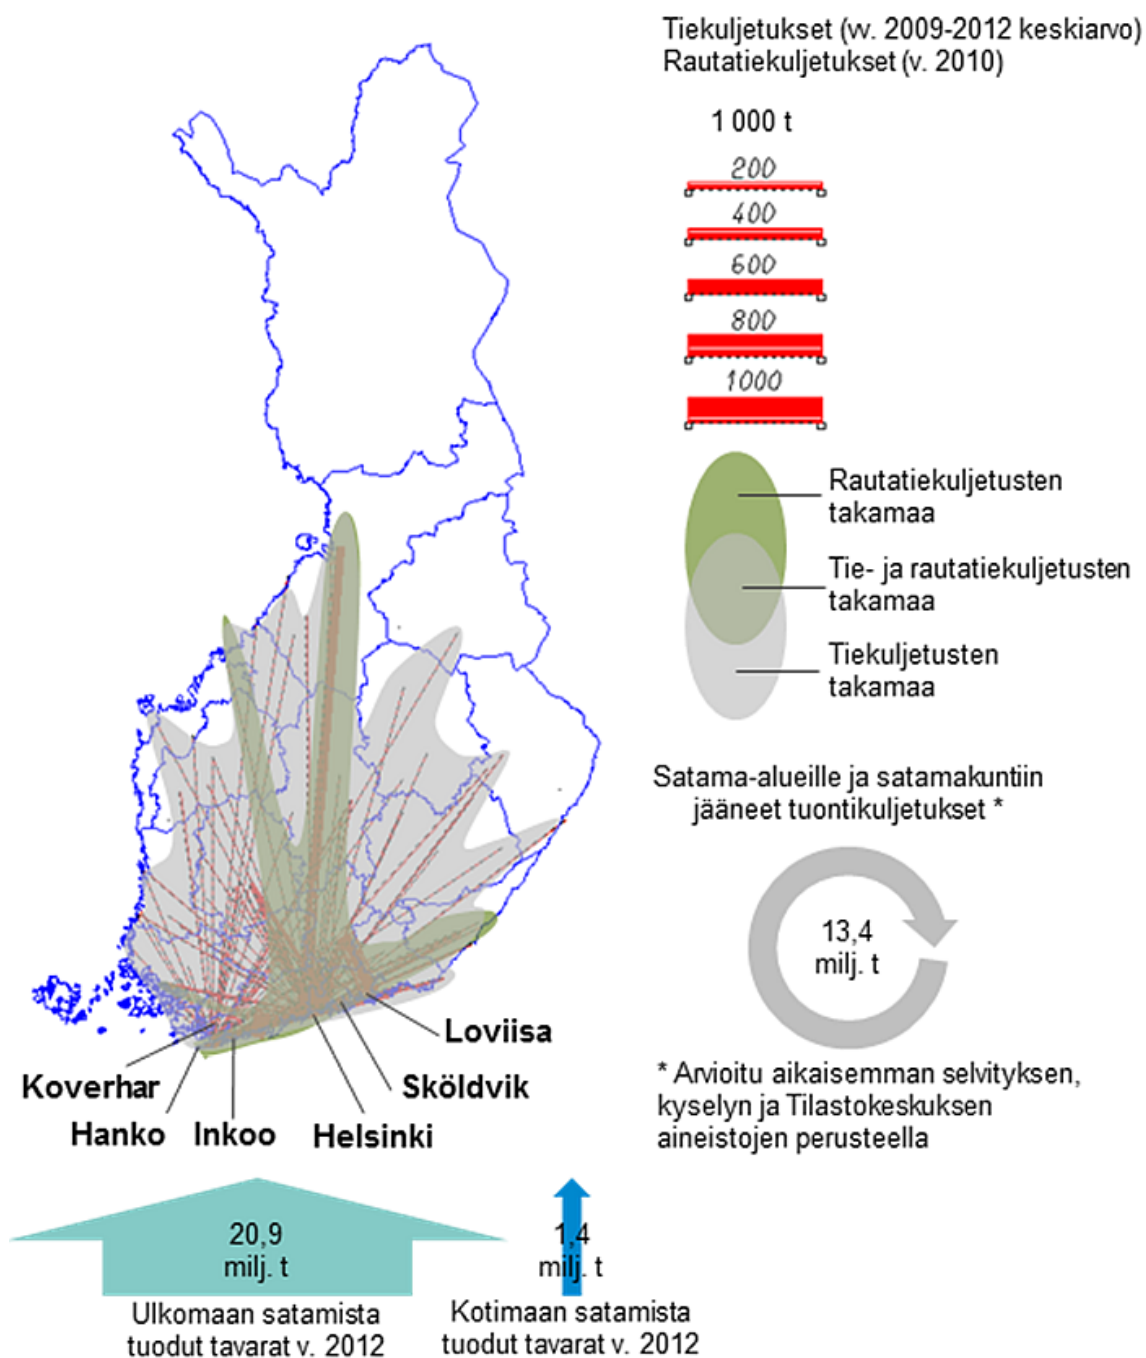 Tiekuljetukset (vv. 2009-2012 keskiarvo)
Rautatiekuljetukset (v. 2010)
1 000 t
200
400
600
800
1000
Rautatiekuljetusten
takamaa
Tie- ja rautatiekuljetusten
takamaa
Tiekuljetusten
takamaa
Satama-alueille ja satamakuntiin
jääneet tuontikuljetukset *
13,4
milj. t
* Arvioitu aikaisemman selvityksen,
kyselyn ja Tilastokeskuksen
aineistojen perusteella
Loviisa
Koverhar
Sköldvik
Hanko
Inkoo
Helsinki
20,9
milj. t
Ulkomaan satamista
tuodut tavarat v. 2012
1,4
milj. t
Kotimaan satamista
tuodut tavarat v. 2012